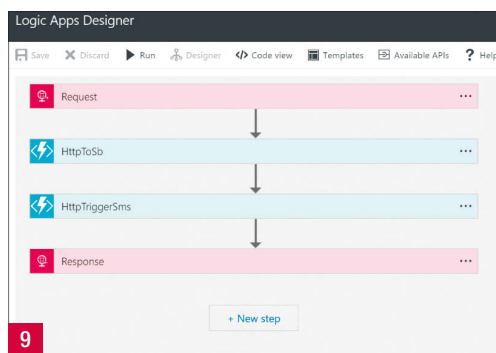 Logic Apps Designer
Save Discard Run Designer </> Code view Templates Available APIs ? Help
Request ...
HttpToSb ...
HttpTriggerSms ...
Response ...
+ New step
9